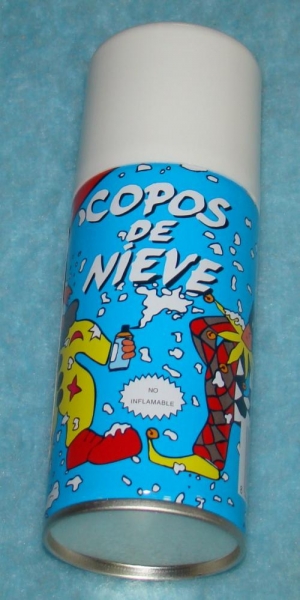 COPOS
DE
NIEVE
NO
INFLAMABLE